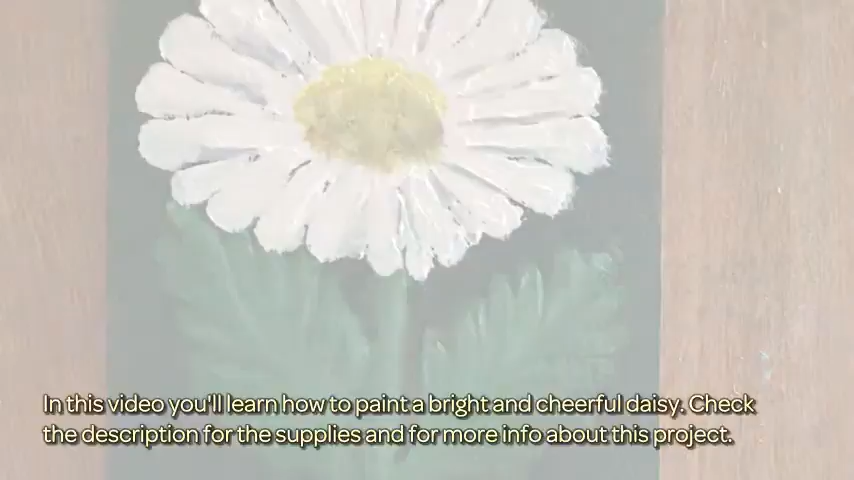 In this video you'll learn how to paint a bright and cheerful daisy. Check
the description for the supplies and for more info about this project.